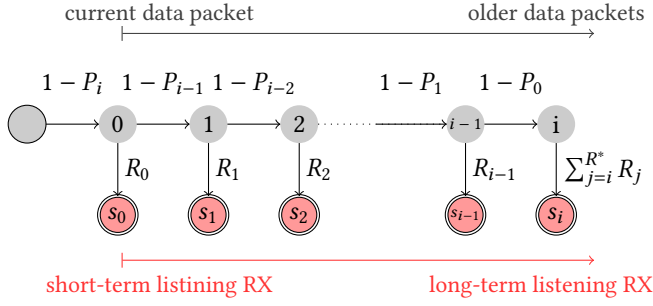 current data packet older data packets
1 − P_i 1 − P_{i−1} 1 − P_{i−2} 1 − P_1 1 − P_0
0 1 2 i − 1 i
R_0 R_1 R_2 R_{i−1} ∑_{j=i}^{R*} R_j
s_0 s_1 s_2 s_{i−1} s_i
short-term listining RX long-term listening RX